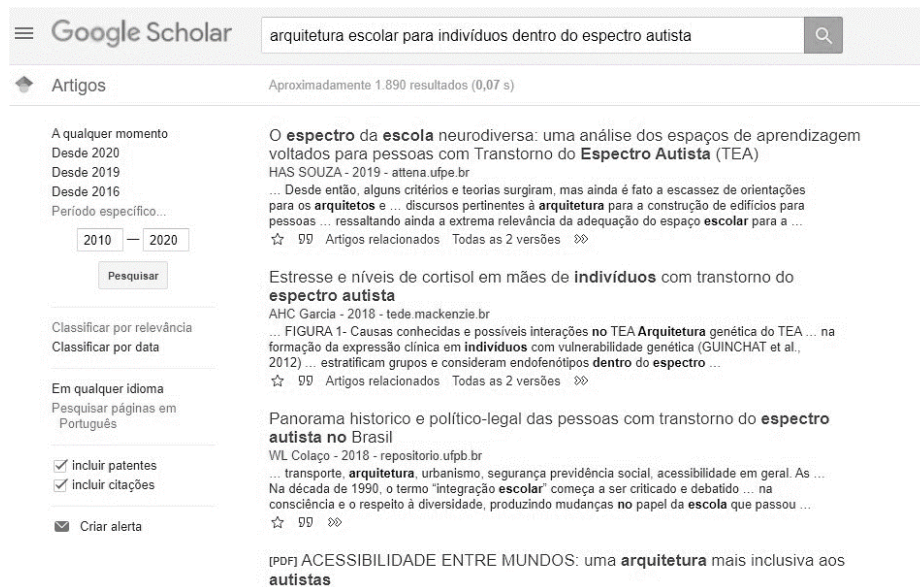 Google Scholar
arquitetura escolar para indivíduos dentro do espectro autista
Artigos
Aproximadamente 1.890 resultados (0,07 s)
A qualquer momento
Desde 2020
Desde 2019
Desde 2016
Período específico...
2010 — 2020
Pesquisar
Classificar por relevância
Classificar por data
Em qualquer idioma
Pesquisar páginas em
Português
incluir patentes
incluir citações
Criar alerta
O espectro da escola neurodiversa: uma análise dos espaços de aprendizagem
voltados para pessoas com Transtorno do Espectro Autista (TEA)
HAS SOUZA - 2019 - attena.ufpe.br
... Desde então, alguns critérios e teorias surgiram, mas ainda é fato a escassez de orientações
para os arquitetos e ... discursos pertinentes à arquitetura para a construção de edifícios para
pessoas ... ressaltando ainda a extrema relevância da adequação do espaço escolar para a ...
Artigos relacionados Todas as 2 versões
Estresse e níveis de cortisol em mães de indivíduos com transtorno do
espectro autista
AHC Garcia - 2018 - tede.mackenzie.br
... FIGURA 1- Causas conhecidas e possíveis interações no TEA Arquitetura genética do TEA ... na
formação da expressão clínica em indivíduos com vulnerabilidade genética (GUINCHAT et al.,
2012) ... estratificam grupos e consideram endofenótipos dentro do espectro ...
Artigos relacionados Todas as 2 versões
Panorama historico e político-legal das pessoas com transtorno do espectro
autista no Brasil
WL Colaço - 2018 - repositorio.ufpb.br
... transporte, arquitetura, urbanismo, segurança previdência social, acessibilidade em geral. As ...
Na década de 1990, o termo “integração escolar” começa a ser criticado e debatido ... na
consciência e o respeito à diversidade, produzindo mudanças no papel da escola que passou ...
[PDF] ACESSIBILIDADE ENTRE MUNDOS: uma arquitetura mais inclusiva aos
autistas